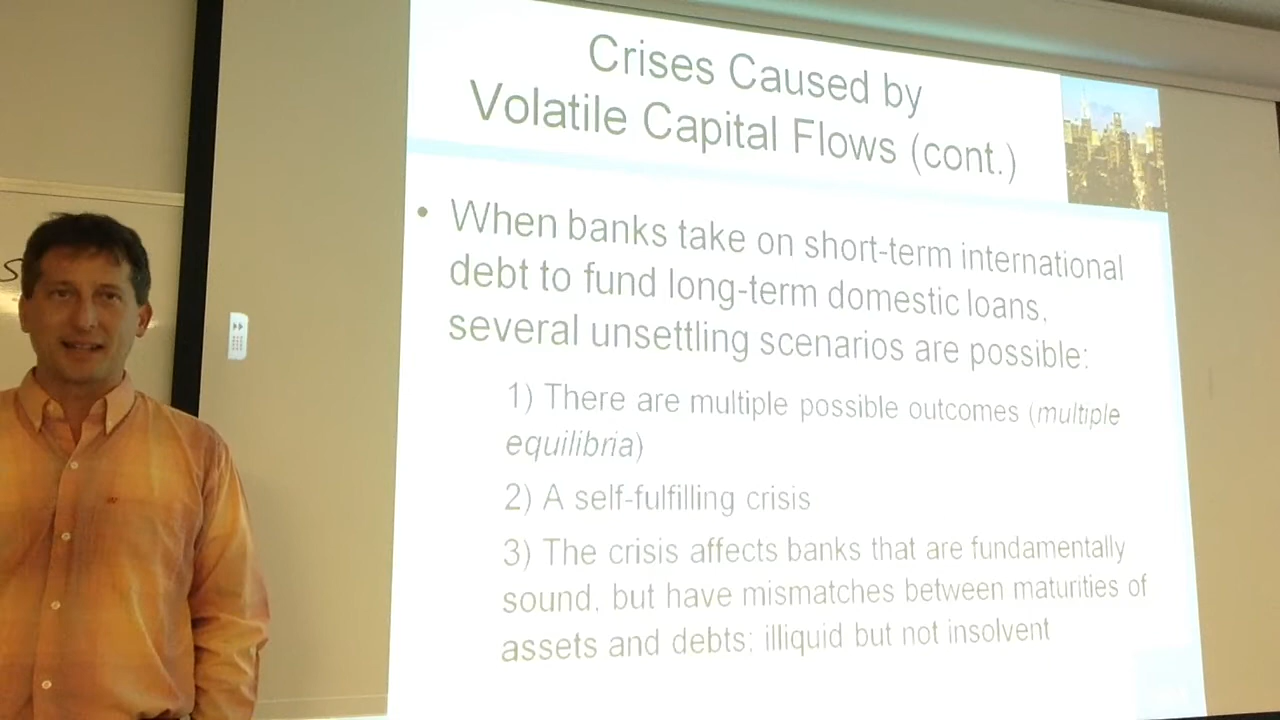 Crises Caused by
Volatile Capital Flows (cont.)
• When banks take on short-term international
debt to fund long-term domestic loans,
several unsettling scenarios are possible:
1) There are multiple possible outcomes (multiple
equilibria)
2) A self-fulfilling crisis
3) The crisis affects banks that are fundamentally
sound, but have mismatches between maturities of
assets and debts: illiquid but not insolvent